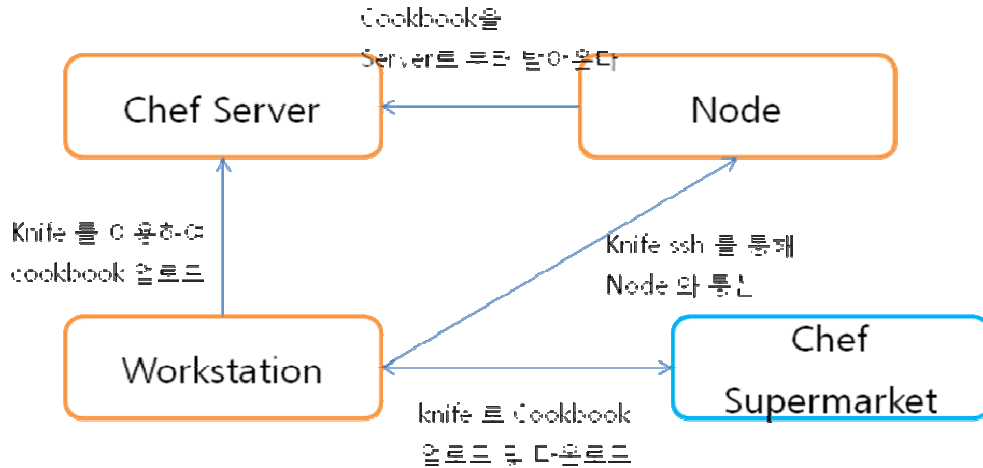 Cookbook을
Server로 부터 받아온다
Chef Server
Node
Knife 를 이용하여
cookbook 업로드
Knife ssh 를 통해
Node 와 통신
Workstation
Chef
Supermarket
knife 로 Cookbook
업로드 및 다운로드